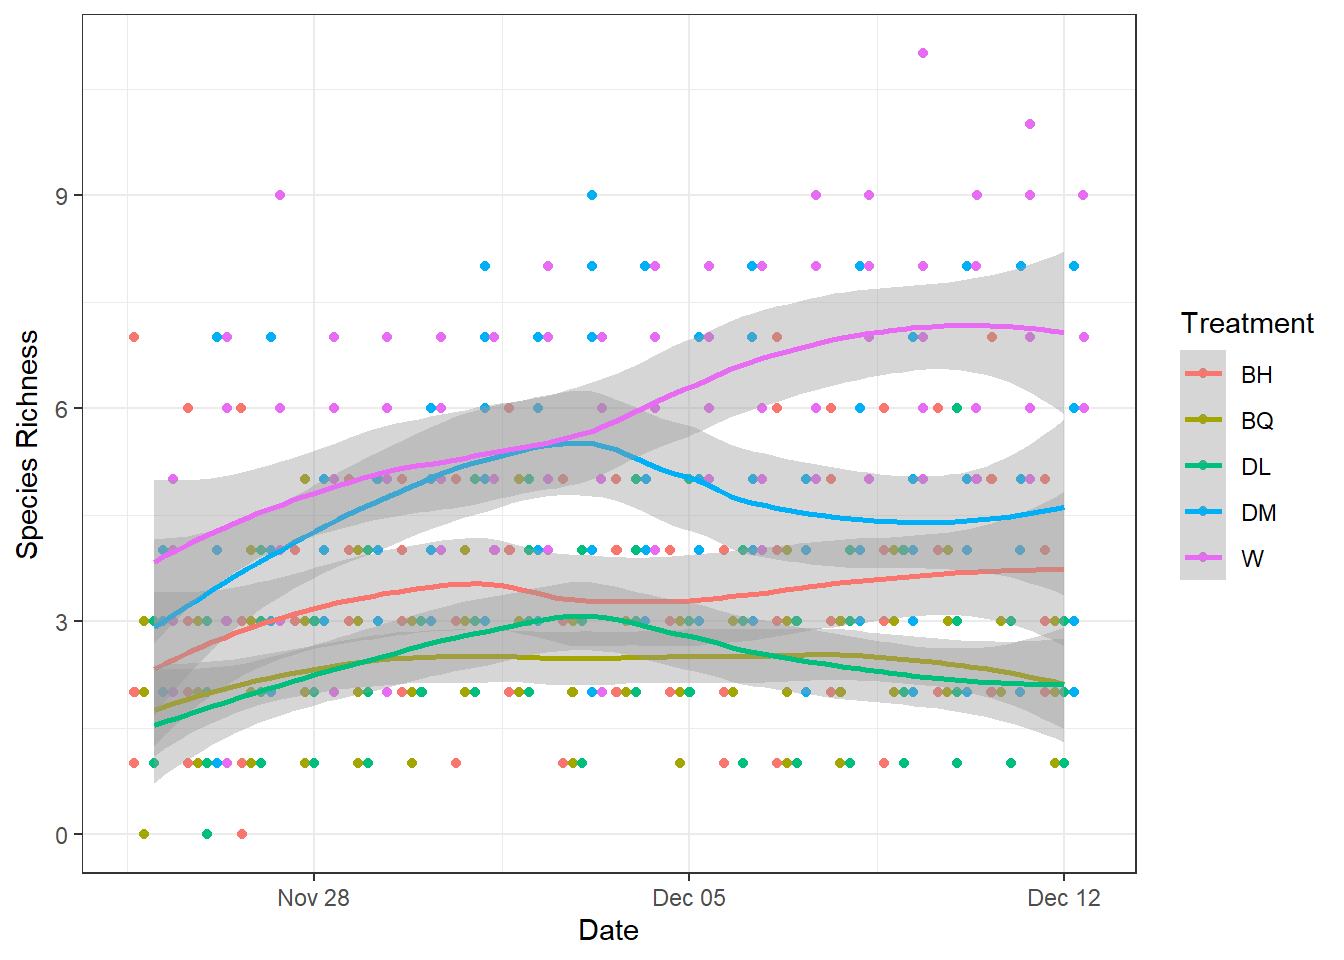 Species Richness
9
6
3
0
Nov 28
Dec 05
Dec 12
Date
Treatment
BH
BQ
DL
DM
W